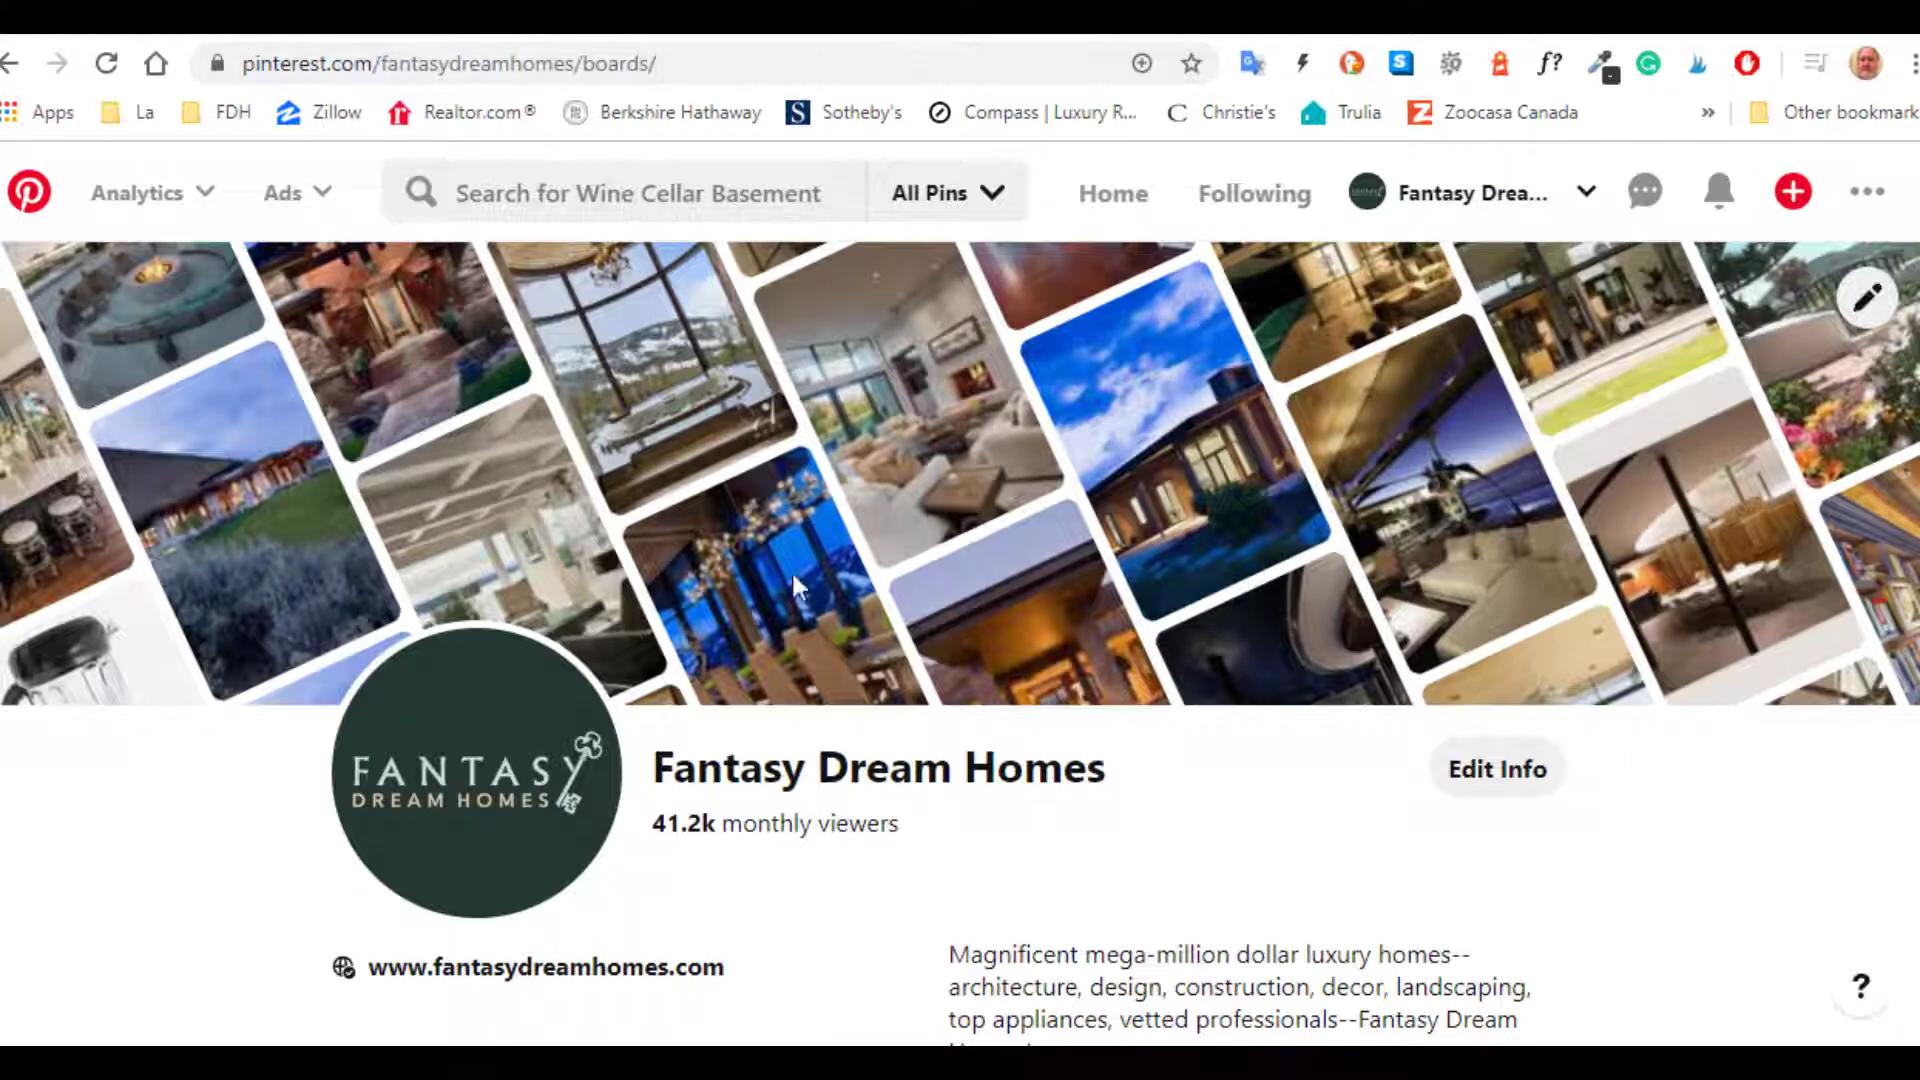 pinterest.com/fantasydreamhomes/boards/
Apps La FDH Zillow Realtor.com® Berkshire Hathaway Sotheby's Compass | Luxury R... Christie's Trulia Zoocasa Canada » Other bookmark
Analytics Ads Search for Wine Cellar Basement All Pins Home Following Fantasy Drea...
FANTASY
DREAM HOMES
Fantasy Dream Homes
Edit Info
41.2k monthly viewers
www.fantasydreamhomes.com
Magnificent mega-million dollar luxury homes--
architecture, design, construction, decor, landscaping,
top appliances, vetted professionals--Fantasy Dream
?